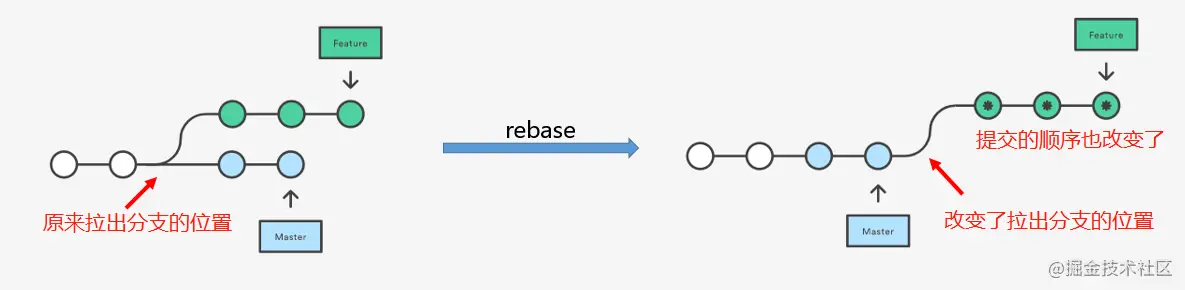 Feature
rebase
原来拉出分支的位置
Master
Feature
提交的顺序也改变了
改变了拉出分支的位置
Master
@掘金技术社区